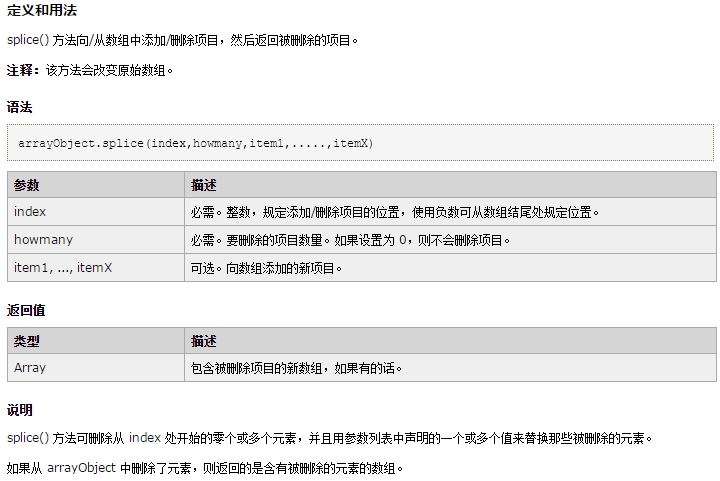 定义和用法
splice() 方法向/从数组中添加/删除项目，然后返回被删除的项目。
注释：该方法会改变原始数组。
语法
arrayObject.splice(index,howmany,item1,.....,itemX)
参数 描述
index 必需。整数，规定添加/删除项目的位置，使用负数可从数组结尾处规定位置。
howmany 必需。要删除的项目数量。如果设置为 0，则不会删除项目。
item1, ..., itemX 可选。向数组添加的新项目。
返回值
类型 描述
Array 包含被删除项目的新数组，如果有的话。
说明
splice() 方法可删除从 index 处开始的零个或多个元素，并且用参数列表中声明的一个或多个值来替换那些被删除的元素。
如果从 arrayObject 中删除了元素，则返回的是含有被删除的元素的数组。